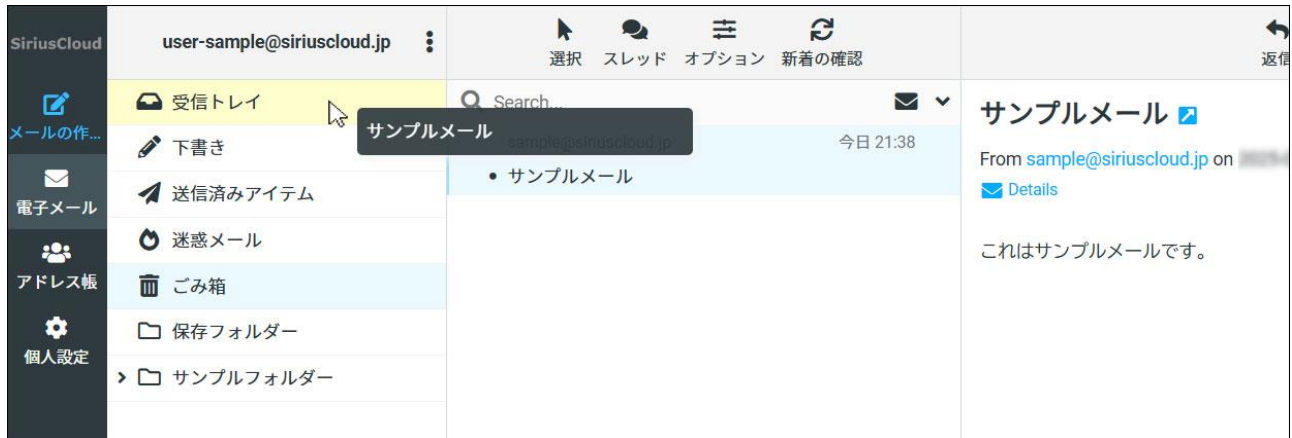 SiriusCloud
メールの作...
電子メール
アドレス帳
個人設定
user-sample@siriuscloud.jp
受信トレイ
下書き
送信済みアイテム
迷惑メール
ごみ箱
保存フォルダー
サンプルフォルダー
選択 スレッド オプション 新着の確認
Search...
サンプルメール
sample@siriuscloud.jp 今日 21:38
• サンプルメール
返信
サンプルメール
From sample@siriuscloud.jp on
Details
これはサンプルメールです。